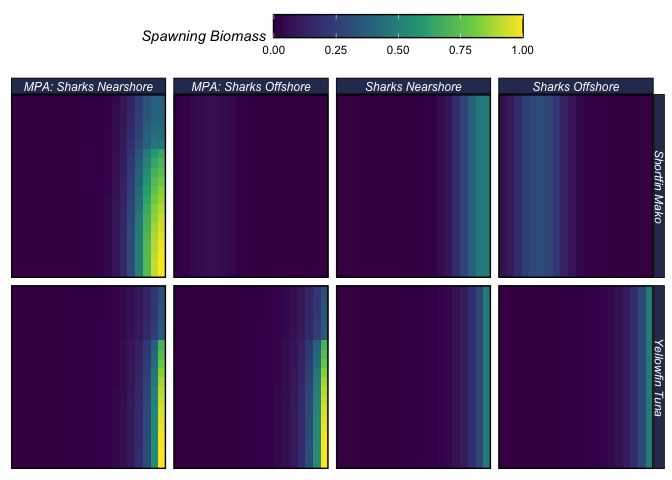 Spawning Biomass
0.00 0.25 0.50 0.75 1.00
MPA: Sharks Nearshore MPA: Sharks Offshore Sharks Nearshore Sharks Offshore
Shortfin Mako
Yellowfin Tuna